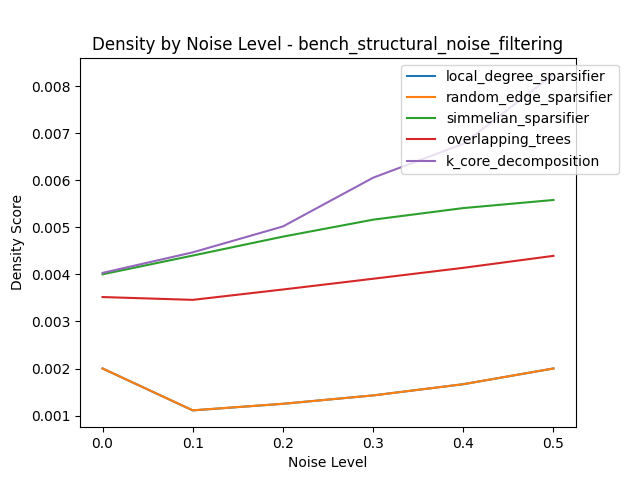 Density by Noise Level - bench_structural_noise_filtering
local_degree_sparsifier
random_edge_sparsifier
simmelian_sparsifier
overlapping_trees
k_core_decomposition
Density Score
0.008
0.007
0.006
0.005
0.004
0.003
0.002
0.001
0.0 0.1 0.2 0.3 0.4 0.5
Noise Level